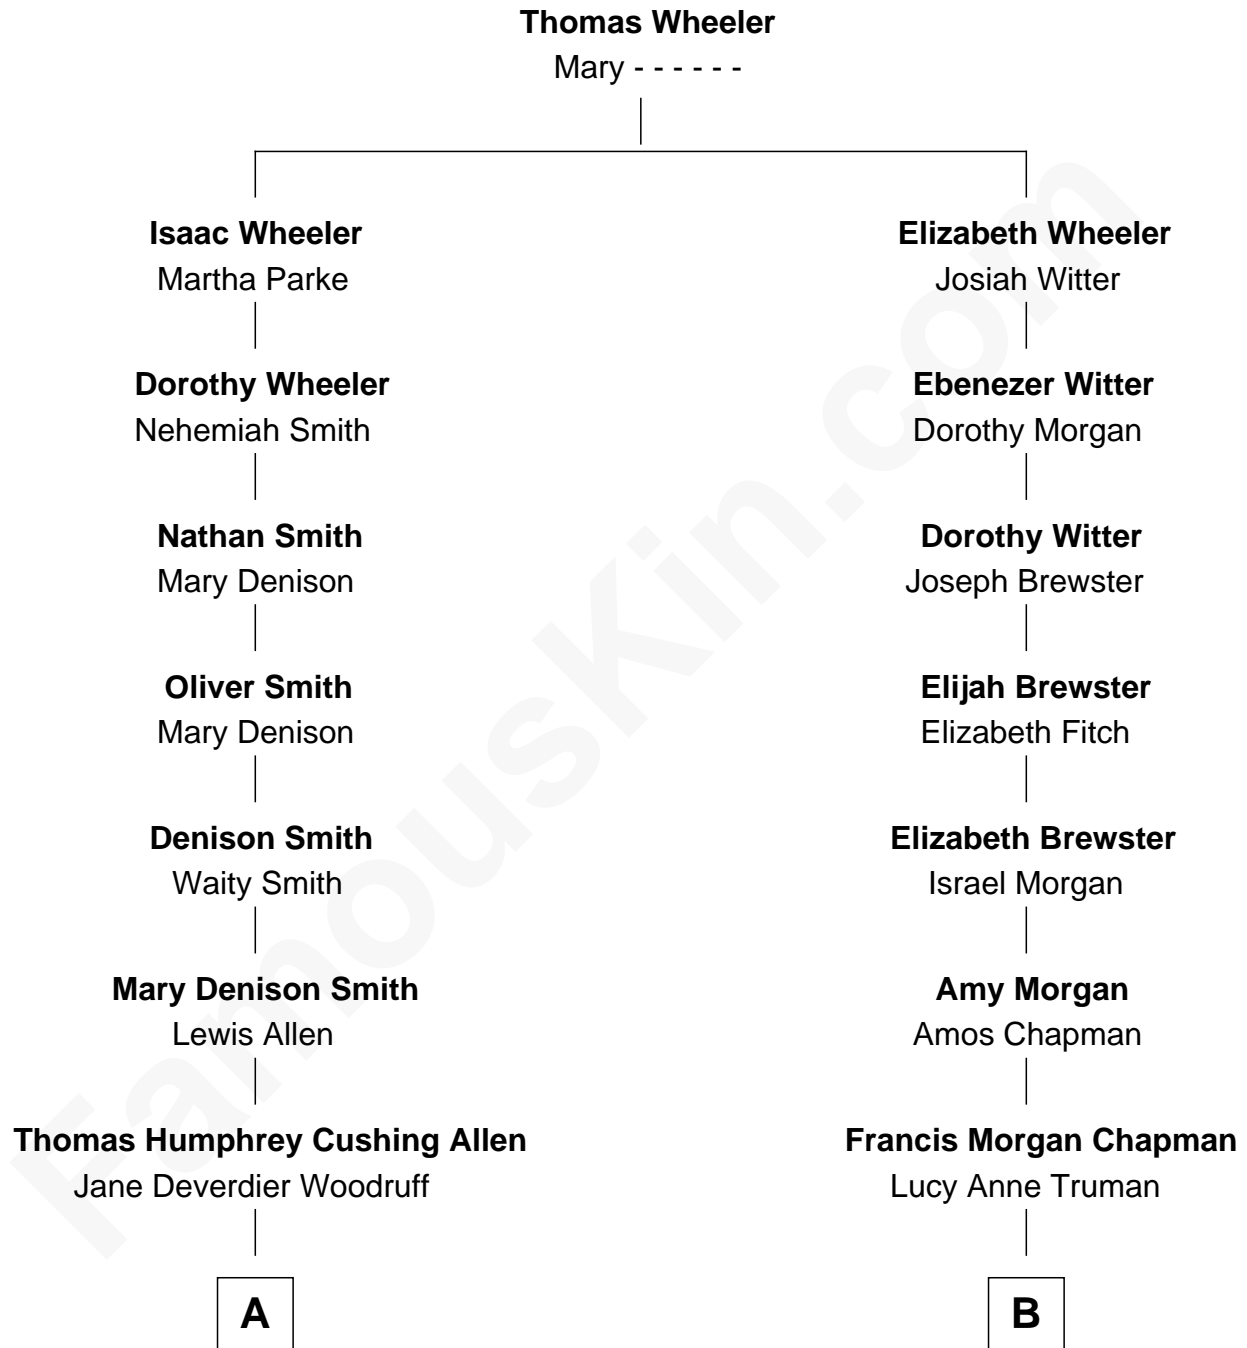 Thomas Wheeler
Mary - - - - - -
Isaac Wheeler
Martha Parke
Elizabeth Wheeler
Josiah Witter
Dorothy Wheeler
Nehemiah Smith
Ebenezer Witter
Dorothy Morgan
Nathan Smith
Mary Denison
Dorothy Witter
Joseph Brewster
Oliver Smith
Mary Denison
Elijah Brewster
Elizabeth Fitch
Denison Smith
Waity Smith
Elizabeth Brewster
Israel Morgan
Mary Denison Smith
Lewis Allen
Amy Morgan
Amos Chapman
Thomas Humphrey Cushing Allen
Jane Deverdier Woodruff
Francis Morgan Chapman
Lucy Anne Truman
A
B
FamousKin.com